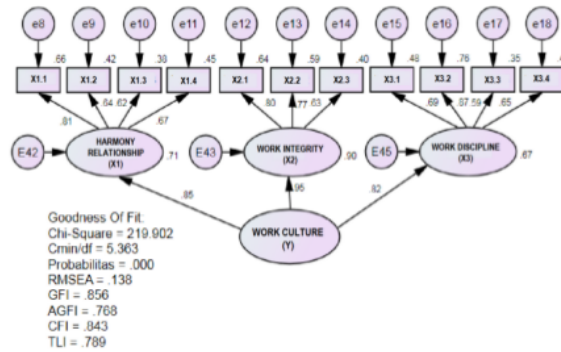 e8 e9 e10 e11 e12 e13 e14 e15 e16 e17 e18
.66 .42 .38 .45 .64 .59 .40 .48 .76 .35
X1.1 X1.2 X1.3 X1.4 X2.1 X2.2 X2.3 X3.1 X3.2 X3.3 X3.4
.81 .64 .62 .67 .80 .77 .63 .69 .87 .59 .65
E42 HARMONY RELATIONSHIP (X1) .71 E43 WORK INTEGRITY (X2) .90 E45 WORK DISCIPLINE (X3) .67
.85 .95 .82
WORK CULTURE
(Y)
Goodness Of Fit:
Chi-Square = 219.902
Cmin/df = 5.363
Probabilitas = .000
RMSEA = .138
GFI = .856
AGFI = .768
CFI = .843
TLI = .789